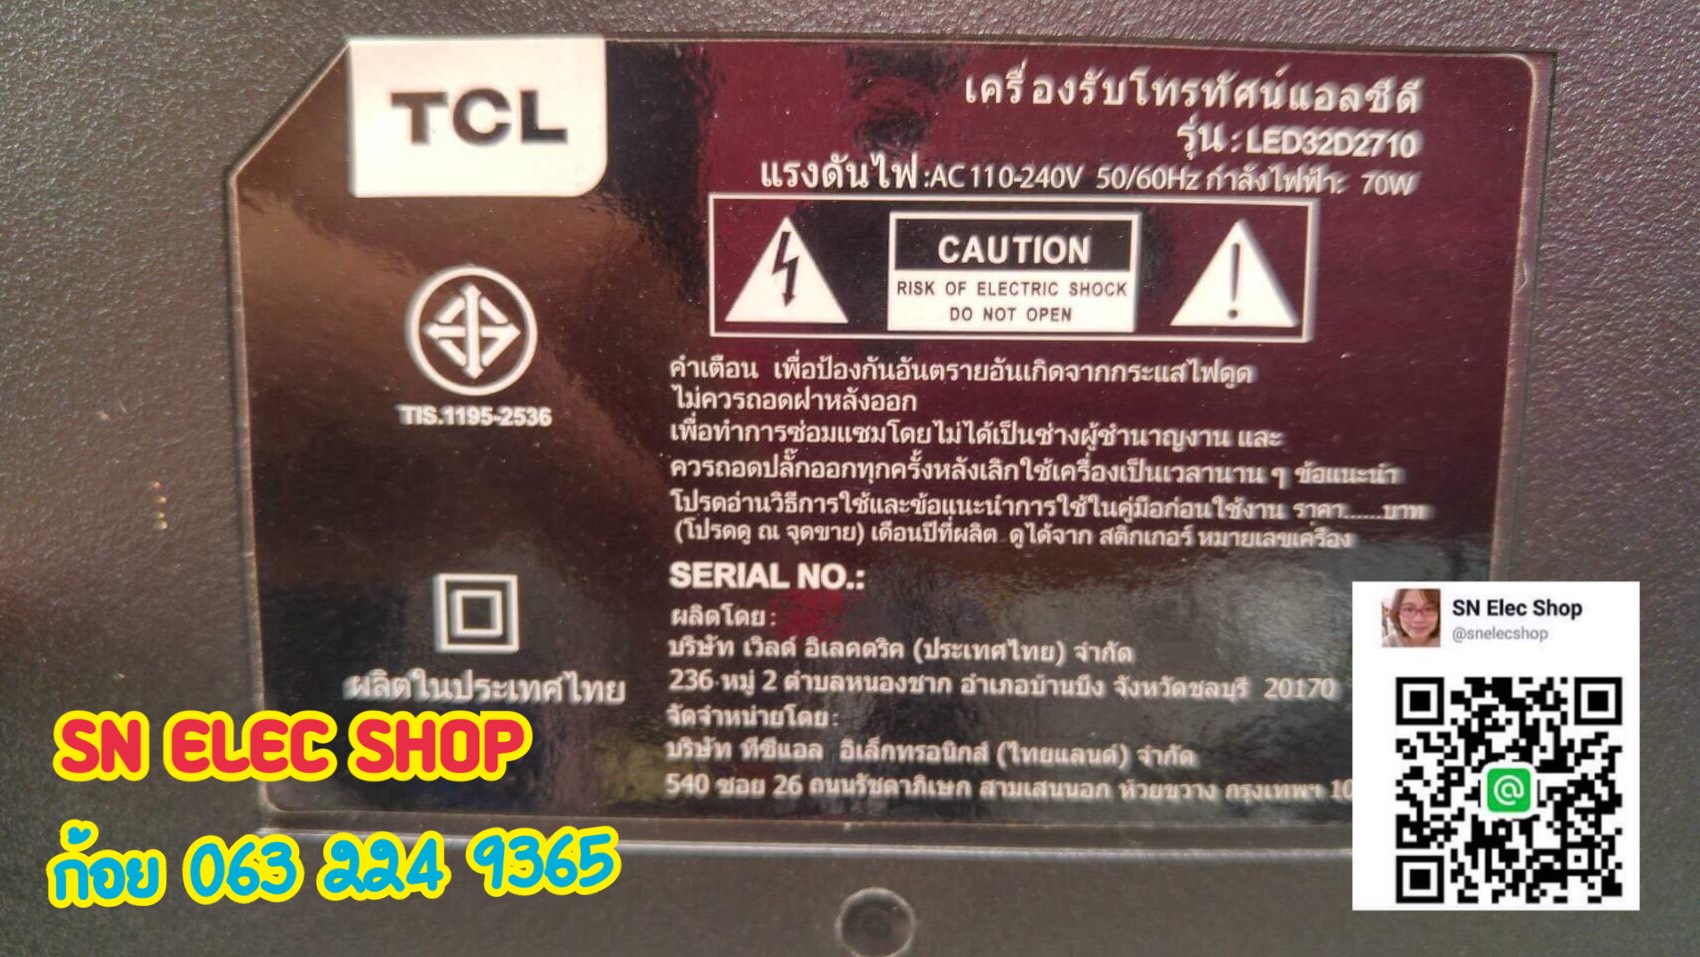 TCL
เครื่องรับโทรทัศน์แอลซีดี
รุ่น : LED32D2710
แรงดันไฟ :AC 110-240V 50/60Hz กำลังไฟฟ้า: 70W
CAUTION
RISK OF ELECTRIC SHOCK
DO NOT OPEN
TIS.1195-2536
คำเตือน เพื่อป้องกันอันตรายอันเกิดจากกระแสไฟดูด
ไม่ควรถอดฝาหลังออก
เพื่อทำการซ่อมแซมโดยไม่ได้เป็นช่างผู้ชำนาญงาน และ
ควรถอดปลั๊กออกทุกครั้งหลังเลิกใช้เครื่องเป็นเวลานาน ๆ ข้อแนะนำ
โปรดอ่านวิธีการใช้และข้อแนะนำการใช้ในคู่มือก่อนใช้งาน ราคา......บาท
(โปรดดู ณ จุดขาย) เดือนปีที่ผลิต ดูได้จาก สติกเกอร์ หมายเลขเครื่อง
SERIAL NO.:
ผลิตโดย :
บริษัท เวิลด์ อิเลคตริค (ประเทศไทย) จำกัด
236 หมู่ 2 ตำบลหนองชาก อำเภอบ้านบึง จังหวัดชลบุรี 20170
จัดจำหน่ายโดย :
บริษัท ทีซีแอล อิเล็กทรอนิกส์ (ไทยแลนด์) จำกัด
540 ซอย 26 ถนนรัชดาภิเษก สามเสนนอก ห้วยขวาง กรุงเทพฯ 10
ผลิตในประเทศไทย
SN ELEC SHOP
ก้อย 063 224 9365
SN Elec Shop
@snelecshop